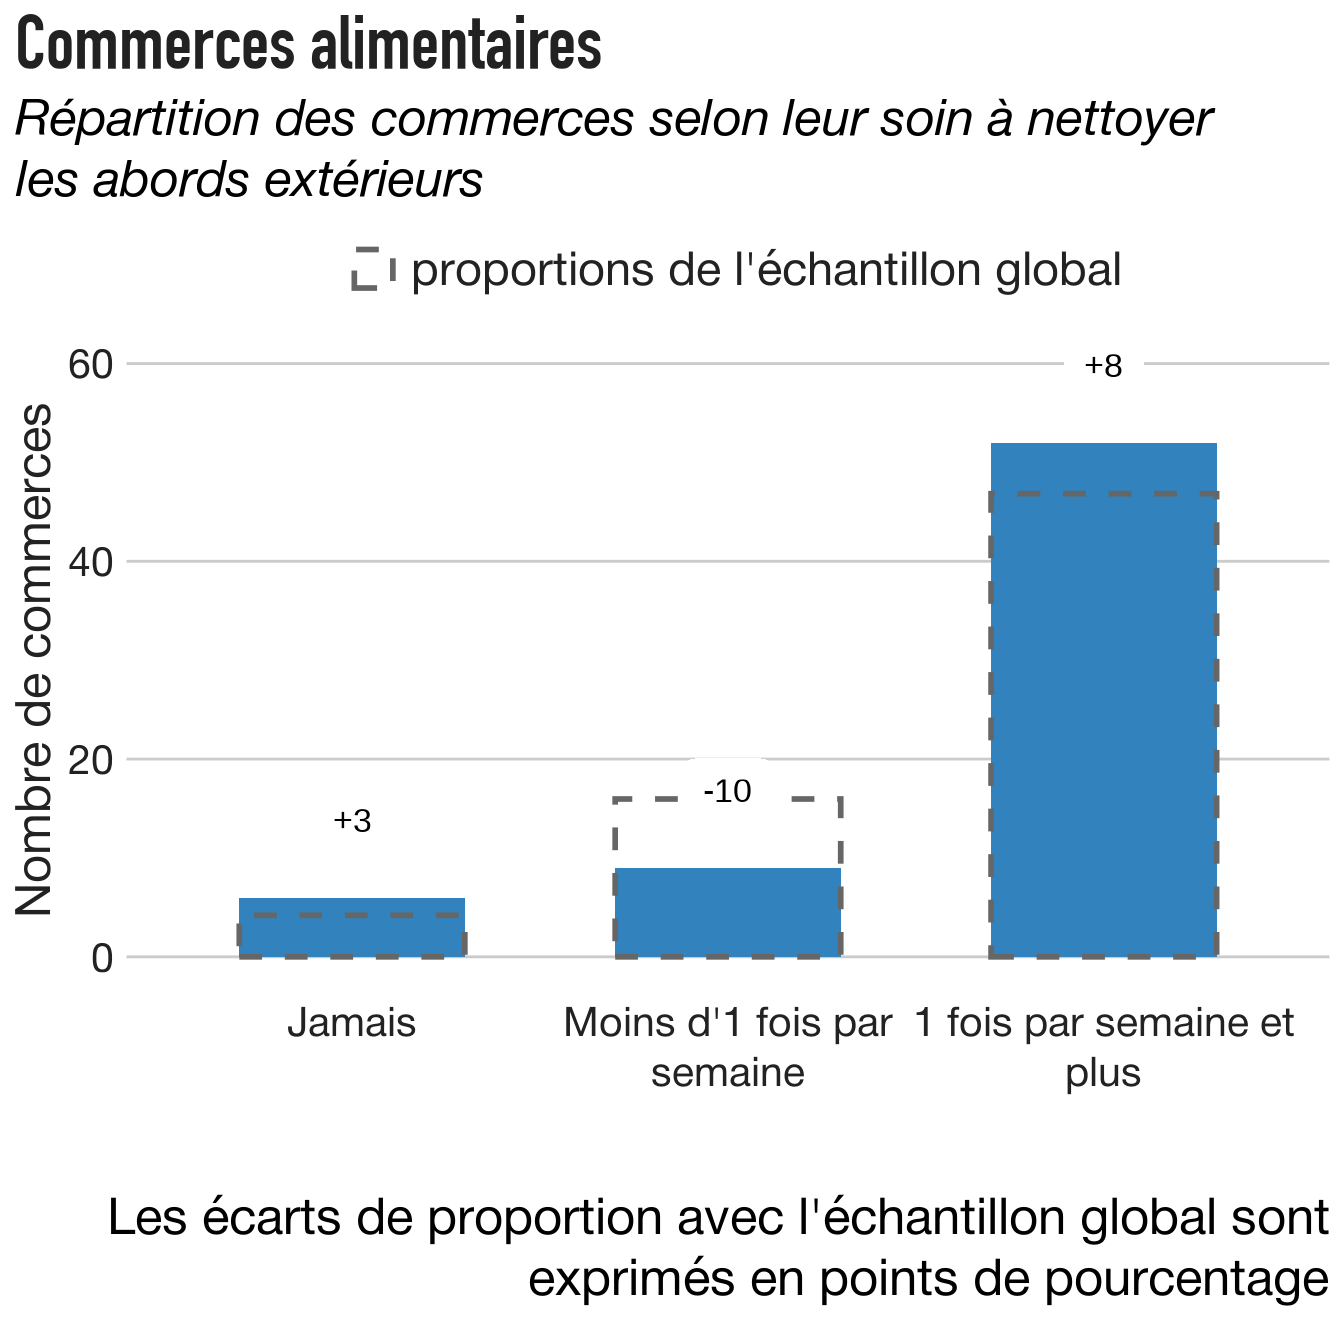 Commerces alimentaires
Répartition des commerces selon leur soin à nettoyer
les abords extérieurs
proportions de l'échantillon global
Nombre de commerces
60
40
20
0
+3
-10
+8
Jamais
Moins d'1 fois par
semaine
1 fois par semaine et
plus
Les écarts de proportion avec l'échantillon global sont
exprimés en points de pourcentage